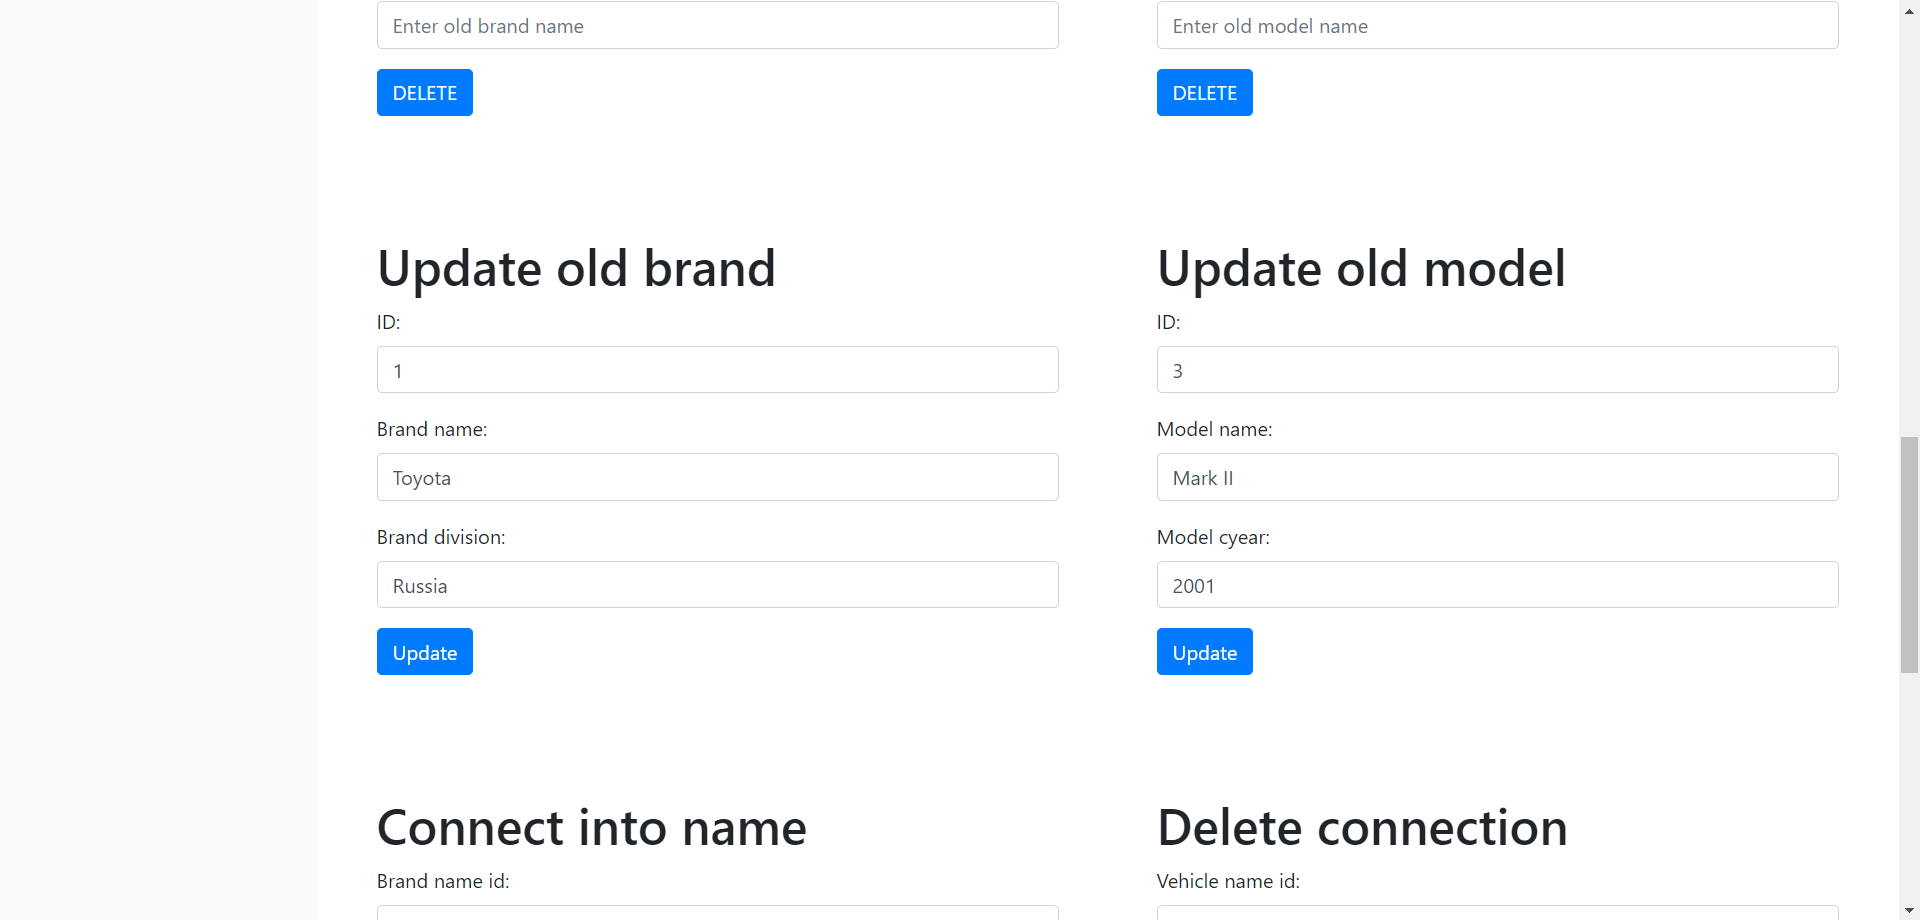 Enter old brand name
Enter old model name
DELETE
DELETE
Update old brand
ID:
1
Brand name:
Toyota
Brand division:
Russia
Update
Update old model
ID:
3
Model name:
Mark II
Model cyear:
2001
Update
Connect into name
Brand name id:
Delete connection
Vehicle name id: